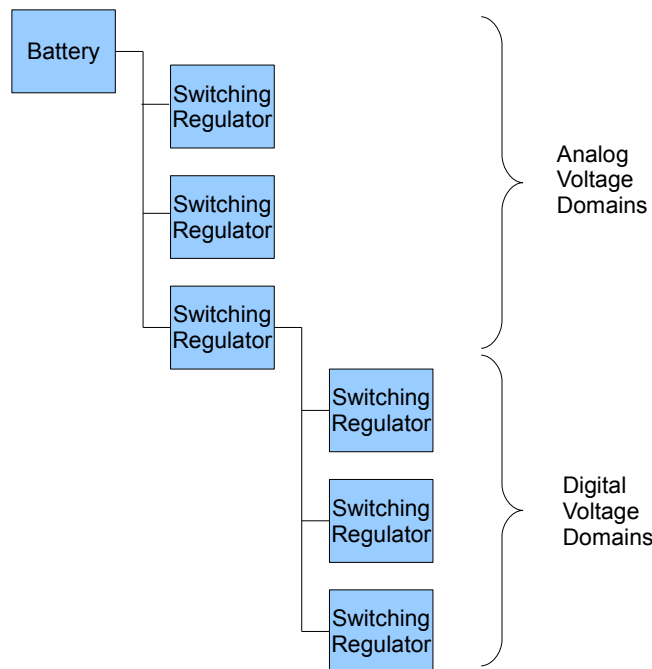 Battery
Switching
Regulator
Switching
Regulator
Switching
Regulator
Analog
Voltage
Domains
Switching
Regulator
Switching
Regulator
Switching
Regulator
Digital
Voltage
Domains